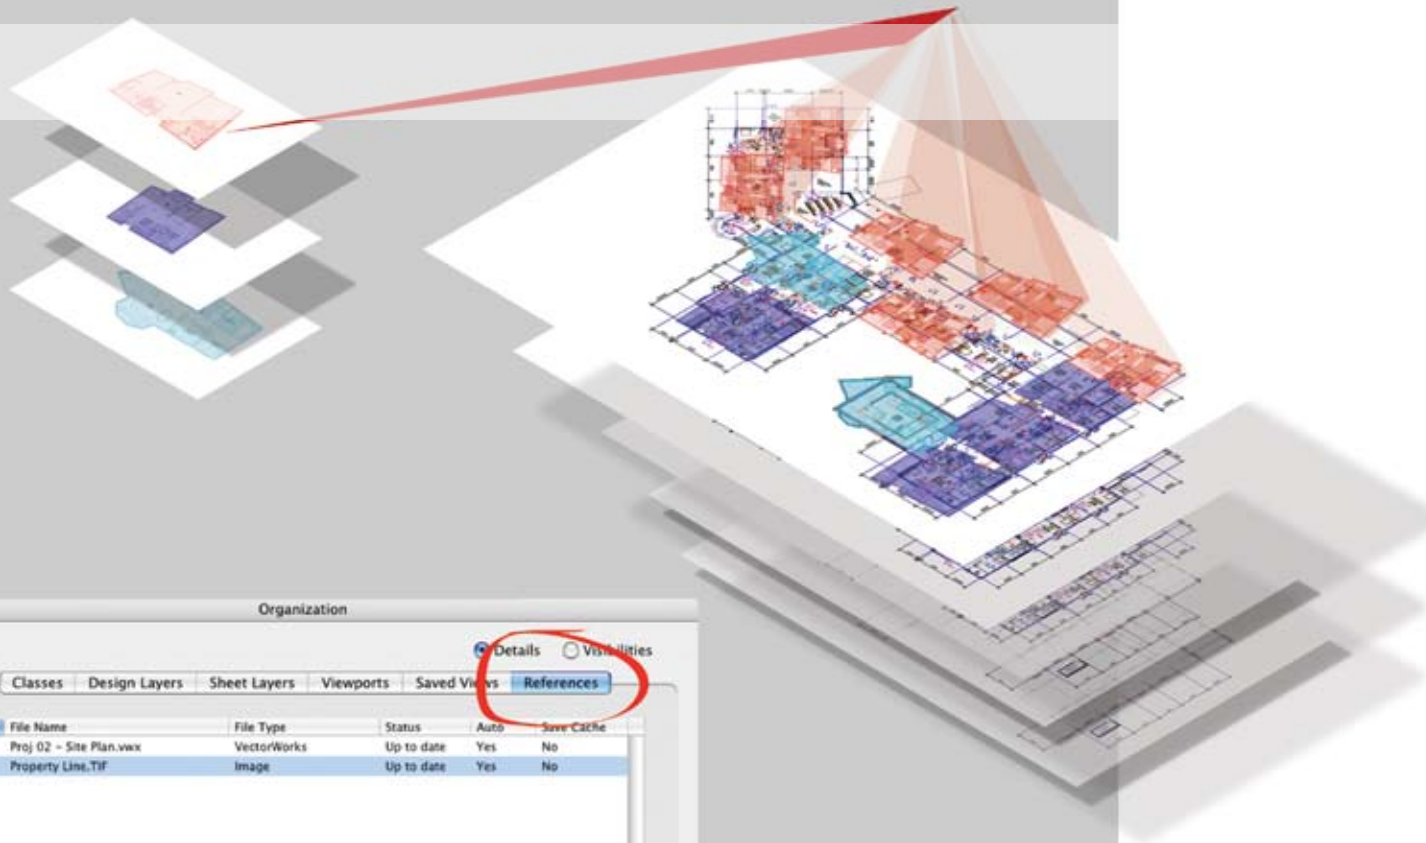 Organization
Details Visibilities
Classes Design Layers Sheet Layers Viewports Saved Views References
File Name File Type Status Auto Save Cache
Proj 02 – Site Plan.vwx VectorWorks Up to date Yes No
Property Line.TIF Image Up to date Yes No